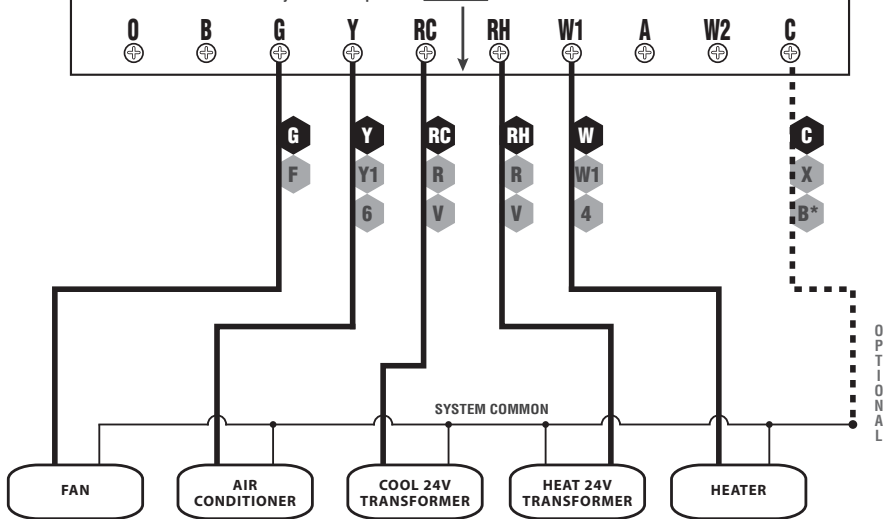 O B G Y RC RH W1 A W2 C
G Y RC RH W C
F Y1 R R W1 X
6 V V 4 B*
OPTIONAL
SYSTEM COMMON
FAN
AIR
CONDITIONER
COOL 24V
TRANSFORMER
HEAT 24V
TRANSFORMER
HEATER